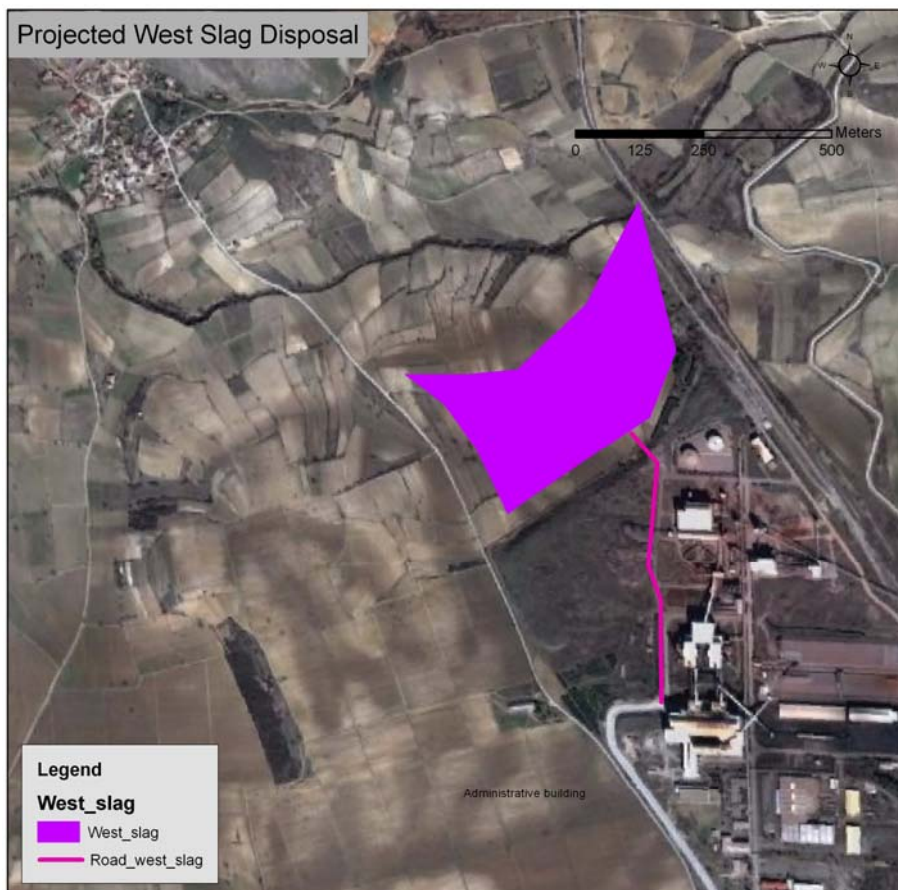 Projected West Slag Disposal
N
W E
Meters
0 125 250 500
Administrative building
Legend
West_slag
West_slag
Road_west_slag